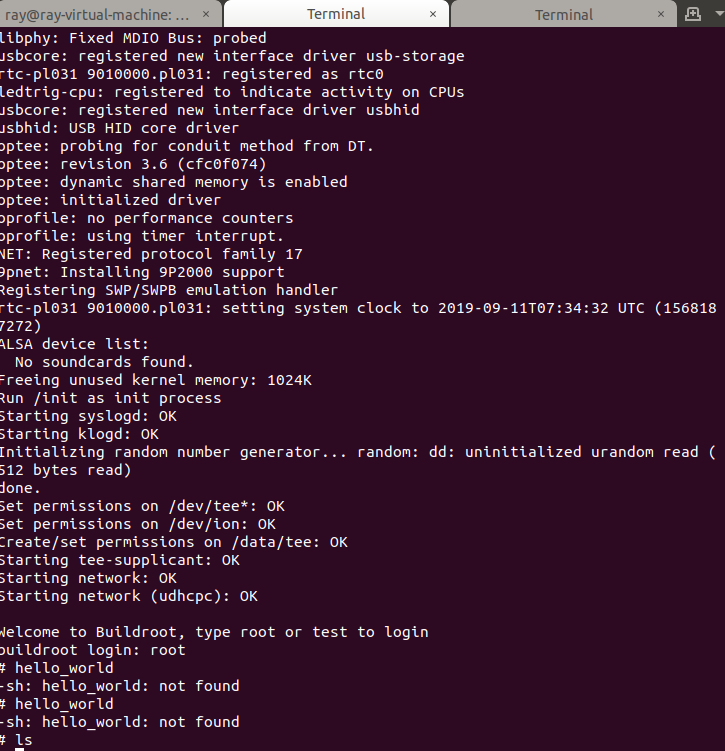 ray@ray-virtual-machine: ... × Terminal × Terminal ×
libphy: Fixed MDIO Bus: probed
usbcore: registered new interface driver usb-storage
rtc-pl031 9010000.pl031: registered as rtc0
ledtrig-cpu: registered to indicate activity on CPUs
usbcore: registered new interface driver usbhid
usbhid: USB HID core driver
optee: probing for conduit method from DT.
optee: revision 3.6 (cfc0f074)
optee: dynamic shared memory is enabled
optee: initialized driver
oprofile: no performance counters
oprofile: using timer interrupt.
NET: Registered protocol family 17
9pnet: Installing 9P2000 support
Registering SWP/SWPB emulation handler
rtc-pl031 9010000.pl031: setting system clock to 2019-09-11T07:34:32 UTC (156818
7272)
ALSA device list:
  No soundcards found.
Freeing unused kernel memory: 1024K
Run /init as init process
Starting syslogd: OK
Starting klogd: OK
Initializing random number generator... random: dd: uninitialized urandom read (
512 bytes read)
done.
Set permissions on /dev/tee*: OK
Set permissions on /dev/ion: OK
Create/set permissions on /data/tee: OK
Starting tee-supplicant: OK
Starting network: OK
Starting network (udhcpc): OK

Welcome to Buildroot, type root or test to login
buildroot login: root
# hello_world
-sh: hello_world: not found
# hello_world
-sh: hello_world: not found
# ls